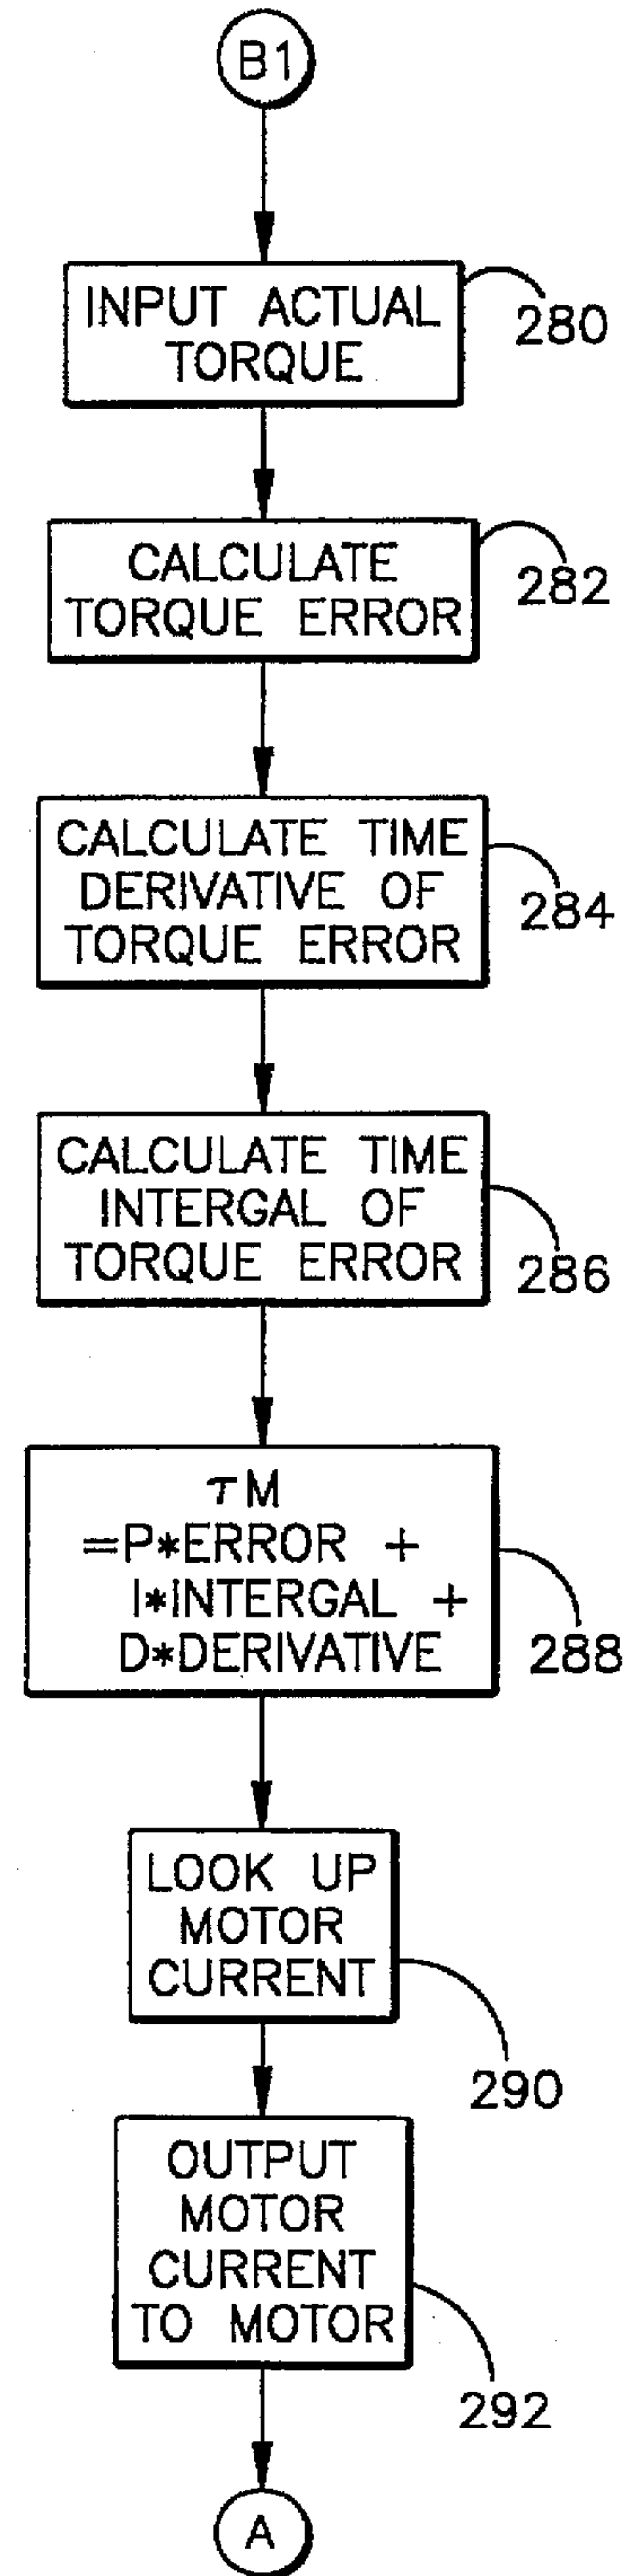 B1
INPUT ACTUAL
TORQUE
280
CALCULATE
TORQUE ERROR
282
CALCULATE TIME
DERIVATIVE OF
TORQUE ERROR
284
CALCULATE TIME
INTERGAL OF
TORQUE ERROR
286
τM
=P*ERROR +
I*INTERGAL +
D*DERIVATIVE
288
LOOK UP
MOTOR
CURRENT
290
OUTPUT
MOTOR
CURRENT
TO MOTOR
292
A